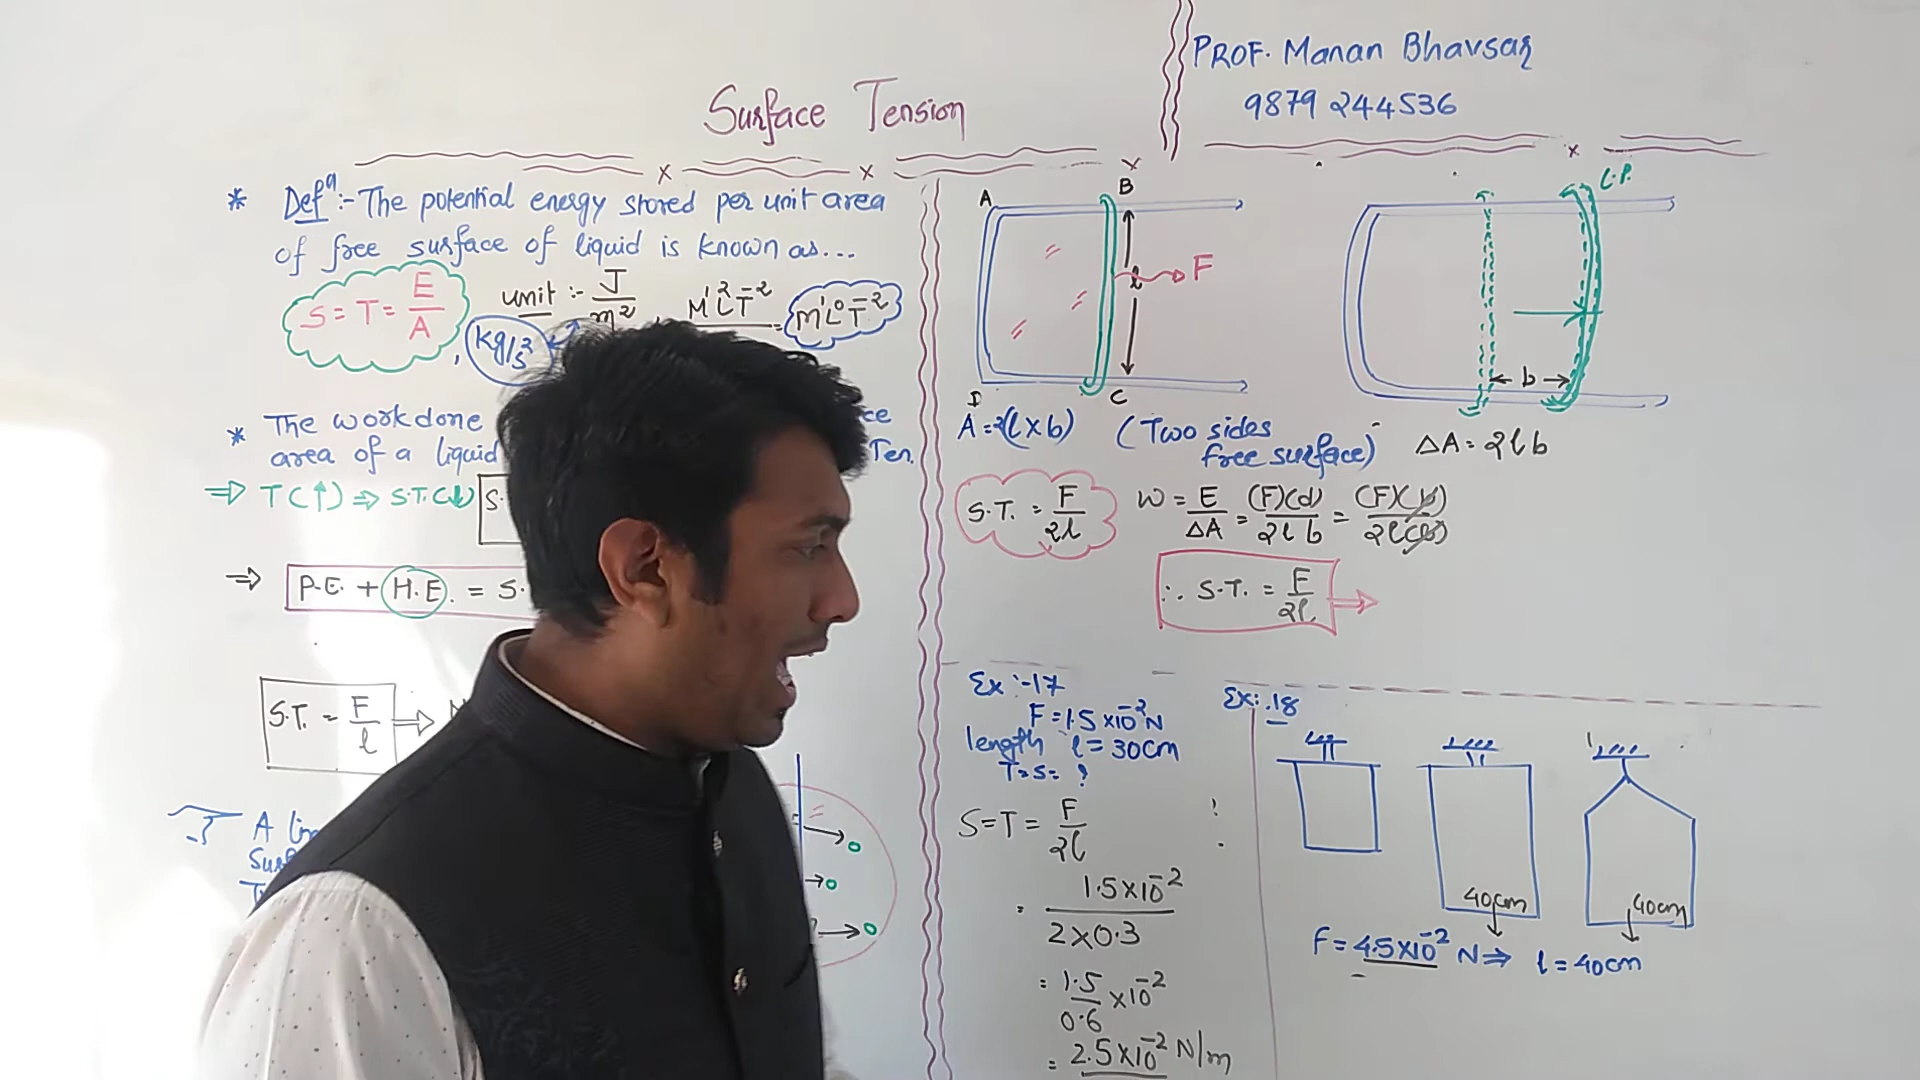 PROF. Manan Bhavsar
9879 244536
Surface Tension
* Defⁿ :- The potential energy stored per unit area
of free surface of liquid is known as...
S = T = E/A
unit :- J/m²
M¹L²T⁻²
= M¹L⁰T⁻²
, kg/s²
* The work done
area of a liquid Ten.
⇒ T(↑) ⇒ S.T.(↓)
⇒ P.E. + H.E. = S.
S.T. = F/l →
A
B
l
F
D
C
A = 2(l × b) (Two sides
free surface)
b
ΔA = 2lb
S.T. = F/2l
W = E/ΔA = (F)(d)/2lb = (F)(b)/2l(b)
∴ S.T. = F/2l ⇒
Ex :- 17
F = 1.5 × 10⁻² N
length l = 30cm
T = S = ?
S = T = F/2l
= 1.5 × 10⁻²/2 × 0.3
= 1.5/0.6 × 10⁻²
= 2.5 × 10⁻² N/m
Ex: .18
40cm
40cm
F = 4.5 × 10⁻² N ⇒ l = 40cm